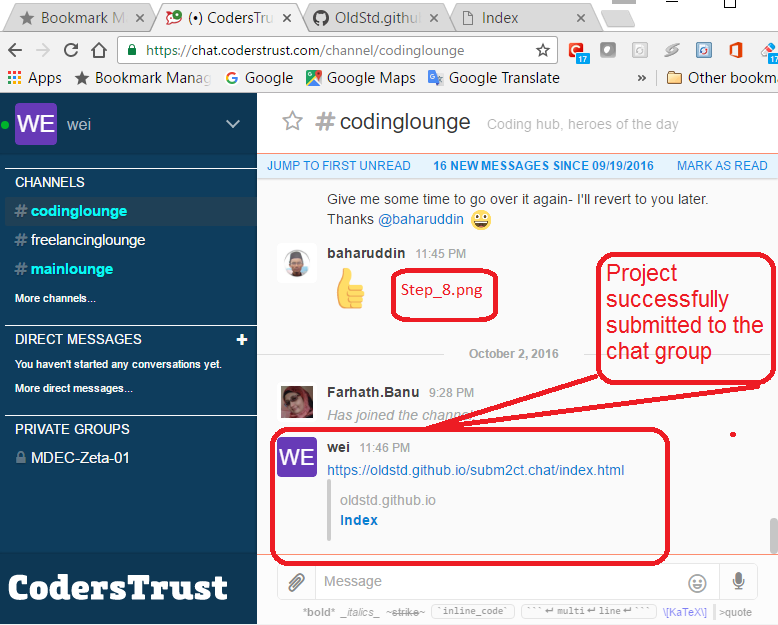 Bookmark M
(•) CodersTru
OldStd.githu
Index
https://chat.coderstrust.com/channel/codinglounge
17
17
Apps
Bookmark Manag
Google
Google Maps
Google Translate
»
Other bookma
WE
wei
#codinglounge
Coding hub, heroes of the day
JUMP TO FIRST UNREAD
16 NEW MESSAGES SINCE 09/19/2016
MARK AS READ
CHANNELS
# codinglounge
# freelancinglounge
# mainlounge
More channels...
DIRECT MESSAGES +
You haven't started any conversations yet.
More direct messages...
PRIVATE GROUPS
MDEC-Zeta-01
CodersTrust
Give me some time to go over it again- I'll revert to you later.
Thanks @baharuddin
baharuddin 11:45 PM
Step_8.png
Project
successfully
submitted to the
chat group
October 2, 2016
Farhath.Banu 9:28 PM
Has joined the channel
WE
wei 11:46 PM
https://oldstd.github.io/subm2ct.chat/index.html
oldstd.github.io
Index
Message
*bold* _italics_ ~strike~ `inline_code` ```↵multi↵line↵``` \[KaTeX\] >quote